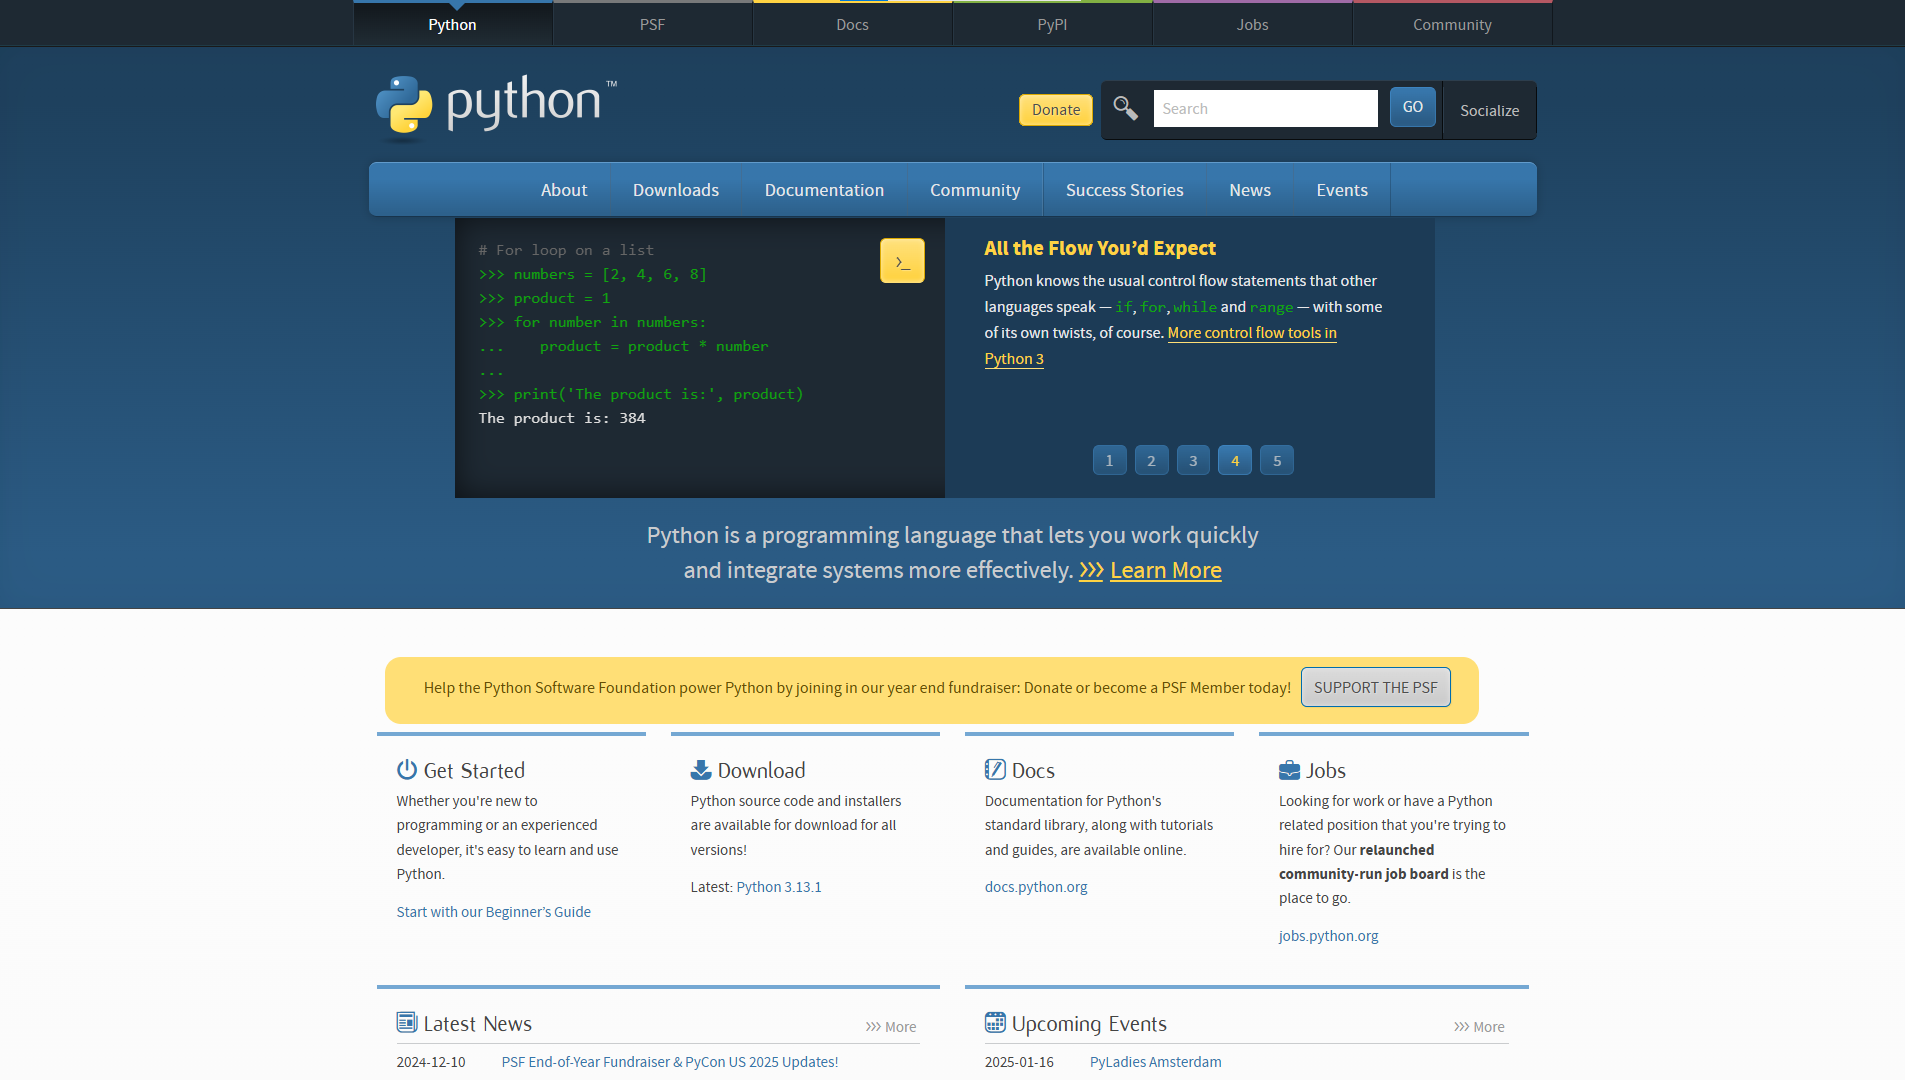 Python
PSF
Docs
PyPI
Jobs
Community
python™
Donate
Search
GO
Socialize
About
Downloads
Documentation
Community
Success Stories
News
Events
# For loop on a list
>>> numbers = [2, 4, 6, 8]
>>> product = 1
>>> for number in numbers:
...    product = product * number
...
>>> print('The product is:', product)
The product is: 384
>_
All the Flow You’d Expect
Python knows the usual control flow statements that other
languages speak — if, for, while and range — with some
of its own twists, of course. More control flow tools in
Python 3
1
2
3
4
5
Python is a programming language that lets you work quickly
and integrate systems more effectively. >>> Learn More
Help the Python Software Foundation power Python by joining in our year end fundraiser: Donate or become a PSF Member today!
SUPPORT THE PSF
Get Started
Whether you're new to
programming or an experienced
developer, it's easy to learn and use
Python.
Start with our Beginner’s Guide
Download
Python source code and installers
are available for download for all
versions!
Latest: Python 3.13.1
Docs
Documentation for Python's
standard library, along with tutorials
and guides, are available online.
docs.python.org
Jobs
Looking for work or have a Python
related position that you're trying to
hire for? Our relaunched
community-run job board is the
place to go.
jobs.python.org
Latest News
>>> More
2024-12-10 PSF End-of-Year Fundraiser & PyCon US 2025 Updates!
Upcoming Events
>>> More
2025-01-16 PyLadies Amsterdam